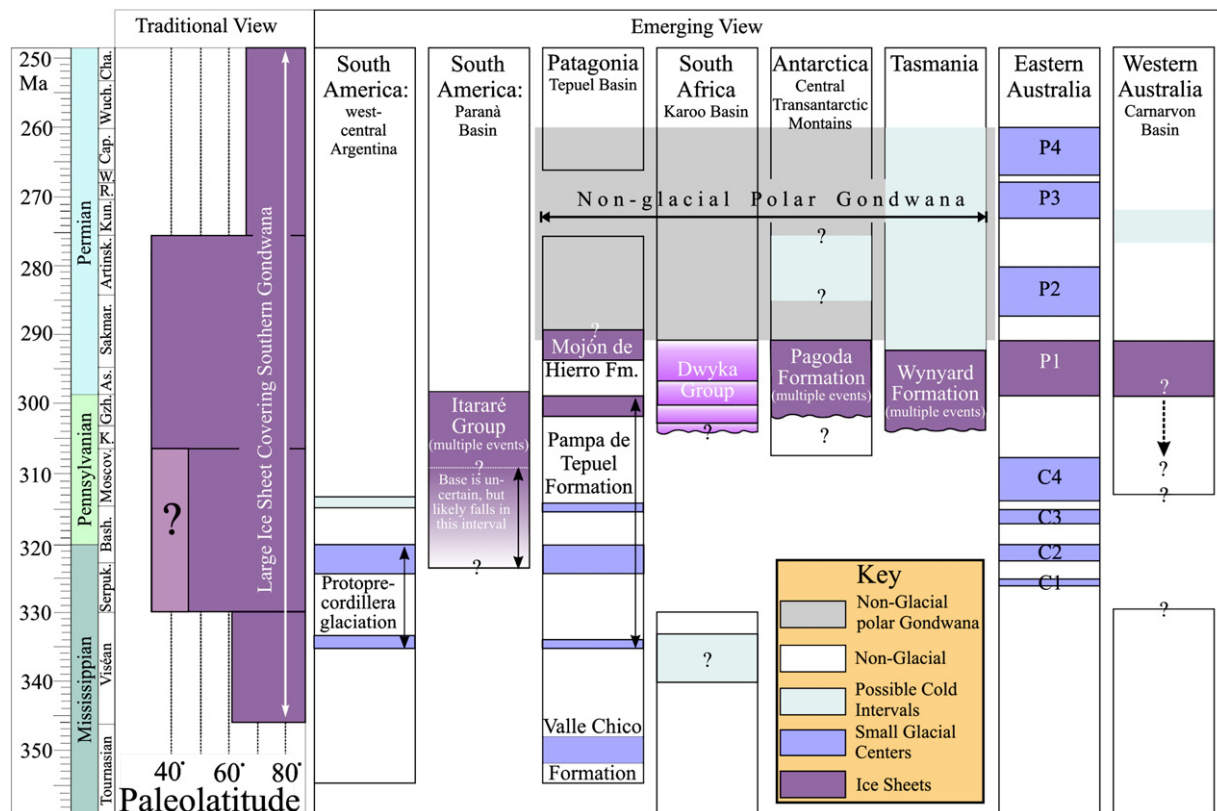 Traditional View
Emerging View
250
Ma
260
270
280
290
300
310
320
330
340
350
Permian
Pennsylvanian
Mississippian
Cha.
Wuch.
Cap.
W.
R.
Kun.
Artinsk.
Sakmar.
As.
Gzh.
K.
Moscov.
Bash.
Serpuk.
Viséan
Tournasian
?
Large Ice Sheet Covering Southern Gondwana
40°
60°
80°
Paleolatitude
South
America:
west-
central
Argentina
Protopre-
cordillera
glaciation
South
America:
Paranà
Basin
Itararé
Group
(multiple events)
?
Base is un-
certain, but
likely falls in
this interval
?
Patagonia
Tepuel Basin
Non-glacial Polar Gondwana
?
Mojón de
Hierro Fm.
Pampa de
Tepuel
Formation
Valle Chico
Formation
South
Africa
Karoo Basin
Dwyka
Group
?
?
Antarctica
Central
Transantarctic
Montains
?
?
Pagoda
Formation
(multiple events)
?
Tasmania
Wynyard
Formation
(multiple events)
Eastern
Australia
P4
P3
P2
P1
C4
C3
C2
C1
Western
Australia
Carnarvon
Basin
?
?
?
?
Key
Non-Glacial
polar Gondwana
Non-Glacial
Possible Cold
Intervals
Small Glacial
Centers
Ice Sheets